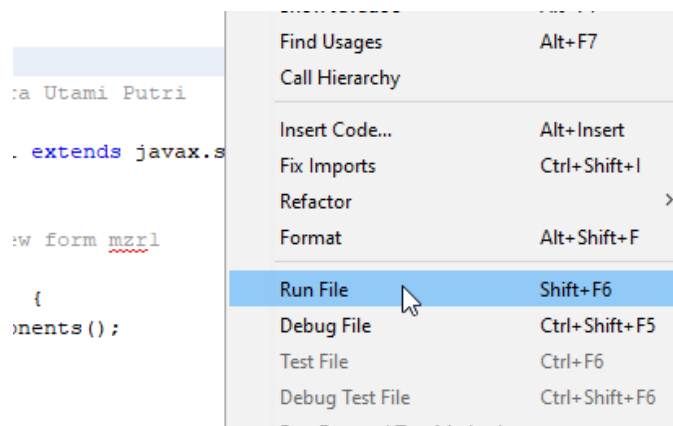 Find Usages Alt+F7
Call Hierarchy
ra Utami Putri
Insert Code... Alt+Insert
extends javax.s
Fix Imports Ctrl+Shift+I
Refactor
ew form mzrl
Format Alt+Shift+F
Run File Shift+F6
{
onents();
Debug File Ctrl+Shift+F5
Test File Ctrl+F6
Debug Test File Ctrl+Shift+F6